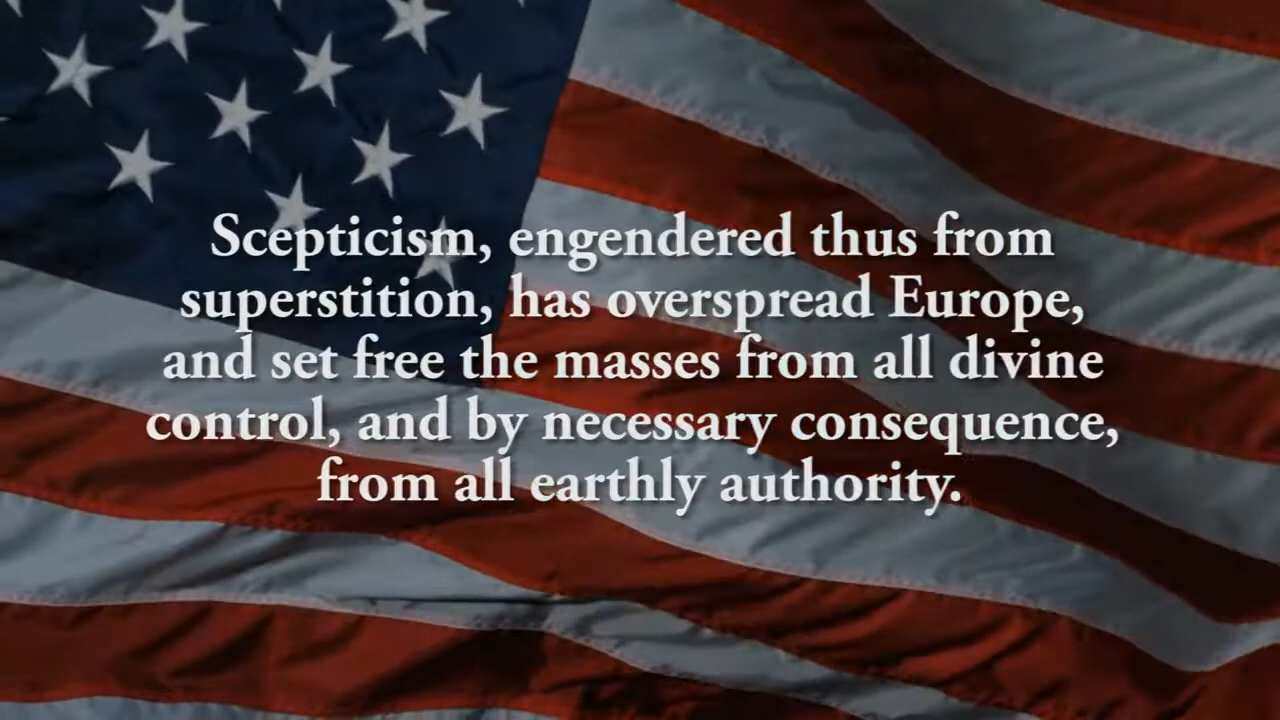 Scepticism, engendered thus from
superstition, has overspread Europe,
and set free the masses from all divine
control, and by necessary consequence,
from all earthly authority.